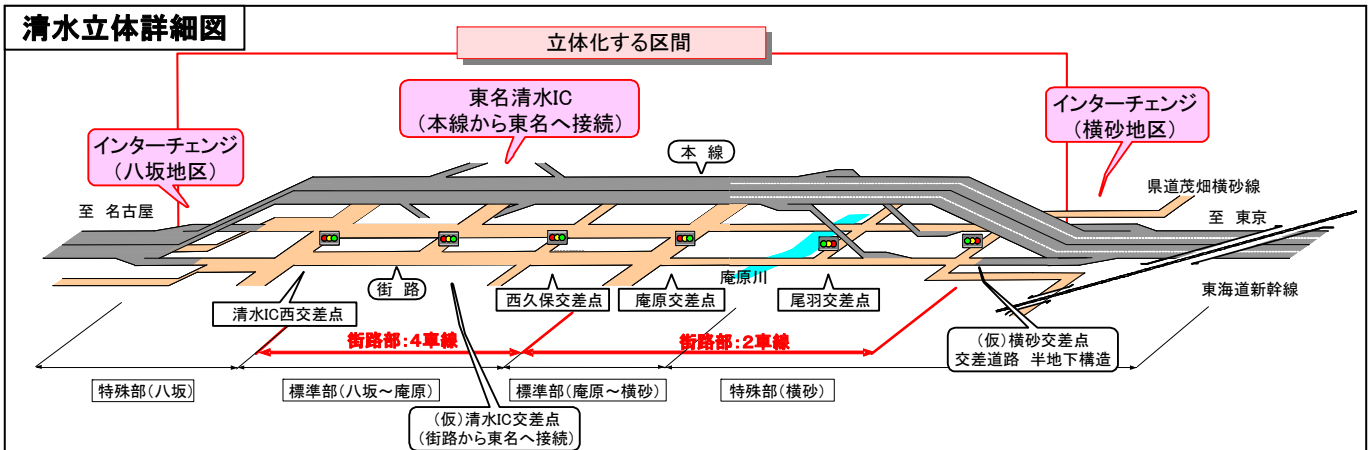 清水立体詳細図
立体化する区間
東名清水IC
（本線から東名へ接続）
インターチェンジ
（横砂地区）
インターチェンジ
（八坂地区）
本 線
県道茂畑横砂線
至 名古屋
至 東京
庵原川
街 路
西久保交差点
庵原交差点
尾羽交差点
東海道新幹線
清水IC西交差点
街路部：4車線
街路部：2車線
（仮）横砂交差点
交差道路 半地下構造
特殊部（八坂）
標準部（八坂～庵原）
標準部（庵原～横砂）
特殊部（横砂）
（仮）清水IC交差点
（街路から東名へ接続）